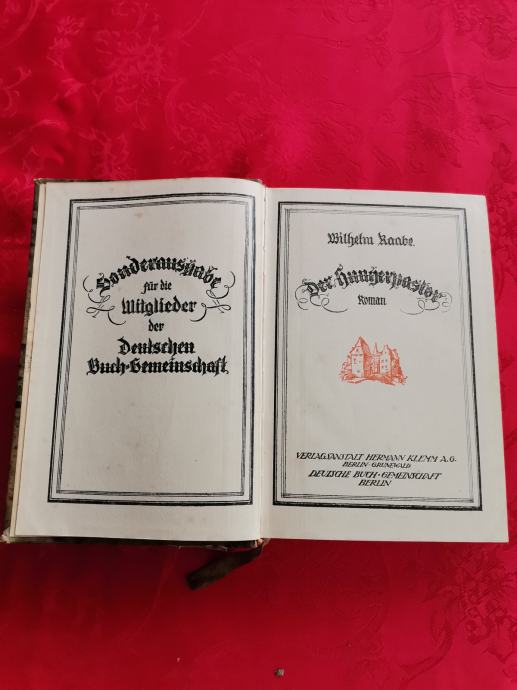 Sonderausgabe
für die
Mitglieder
der
Deutschen
Buch-Gemeinschaft
Wilhelm Raabe
Der Hungerpastor
Roman
VERLAGSANSTALT HERMANN KLEMM A.G.
BERLIN-GRUNEWALD
DEUTSCHE BUCH-GEMEINSCHAFT
BERLIN